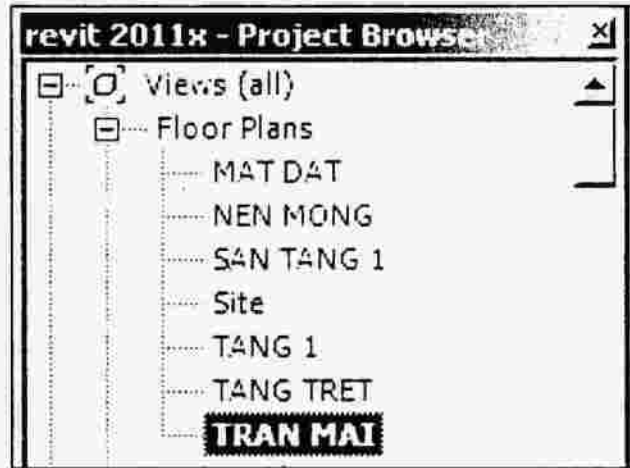 revit 2011x - Project Browser
Views (all)
Floor Plans
MAT DAT
NEN MONG
SAN TANG 1
Site
TANG 1
TANG TRET
TRAN MAI